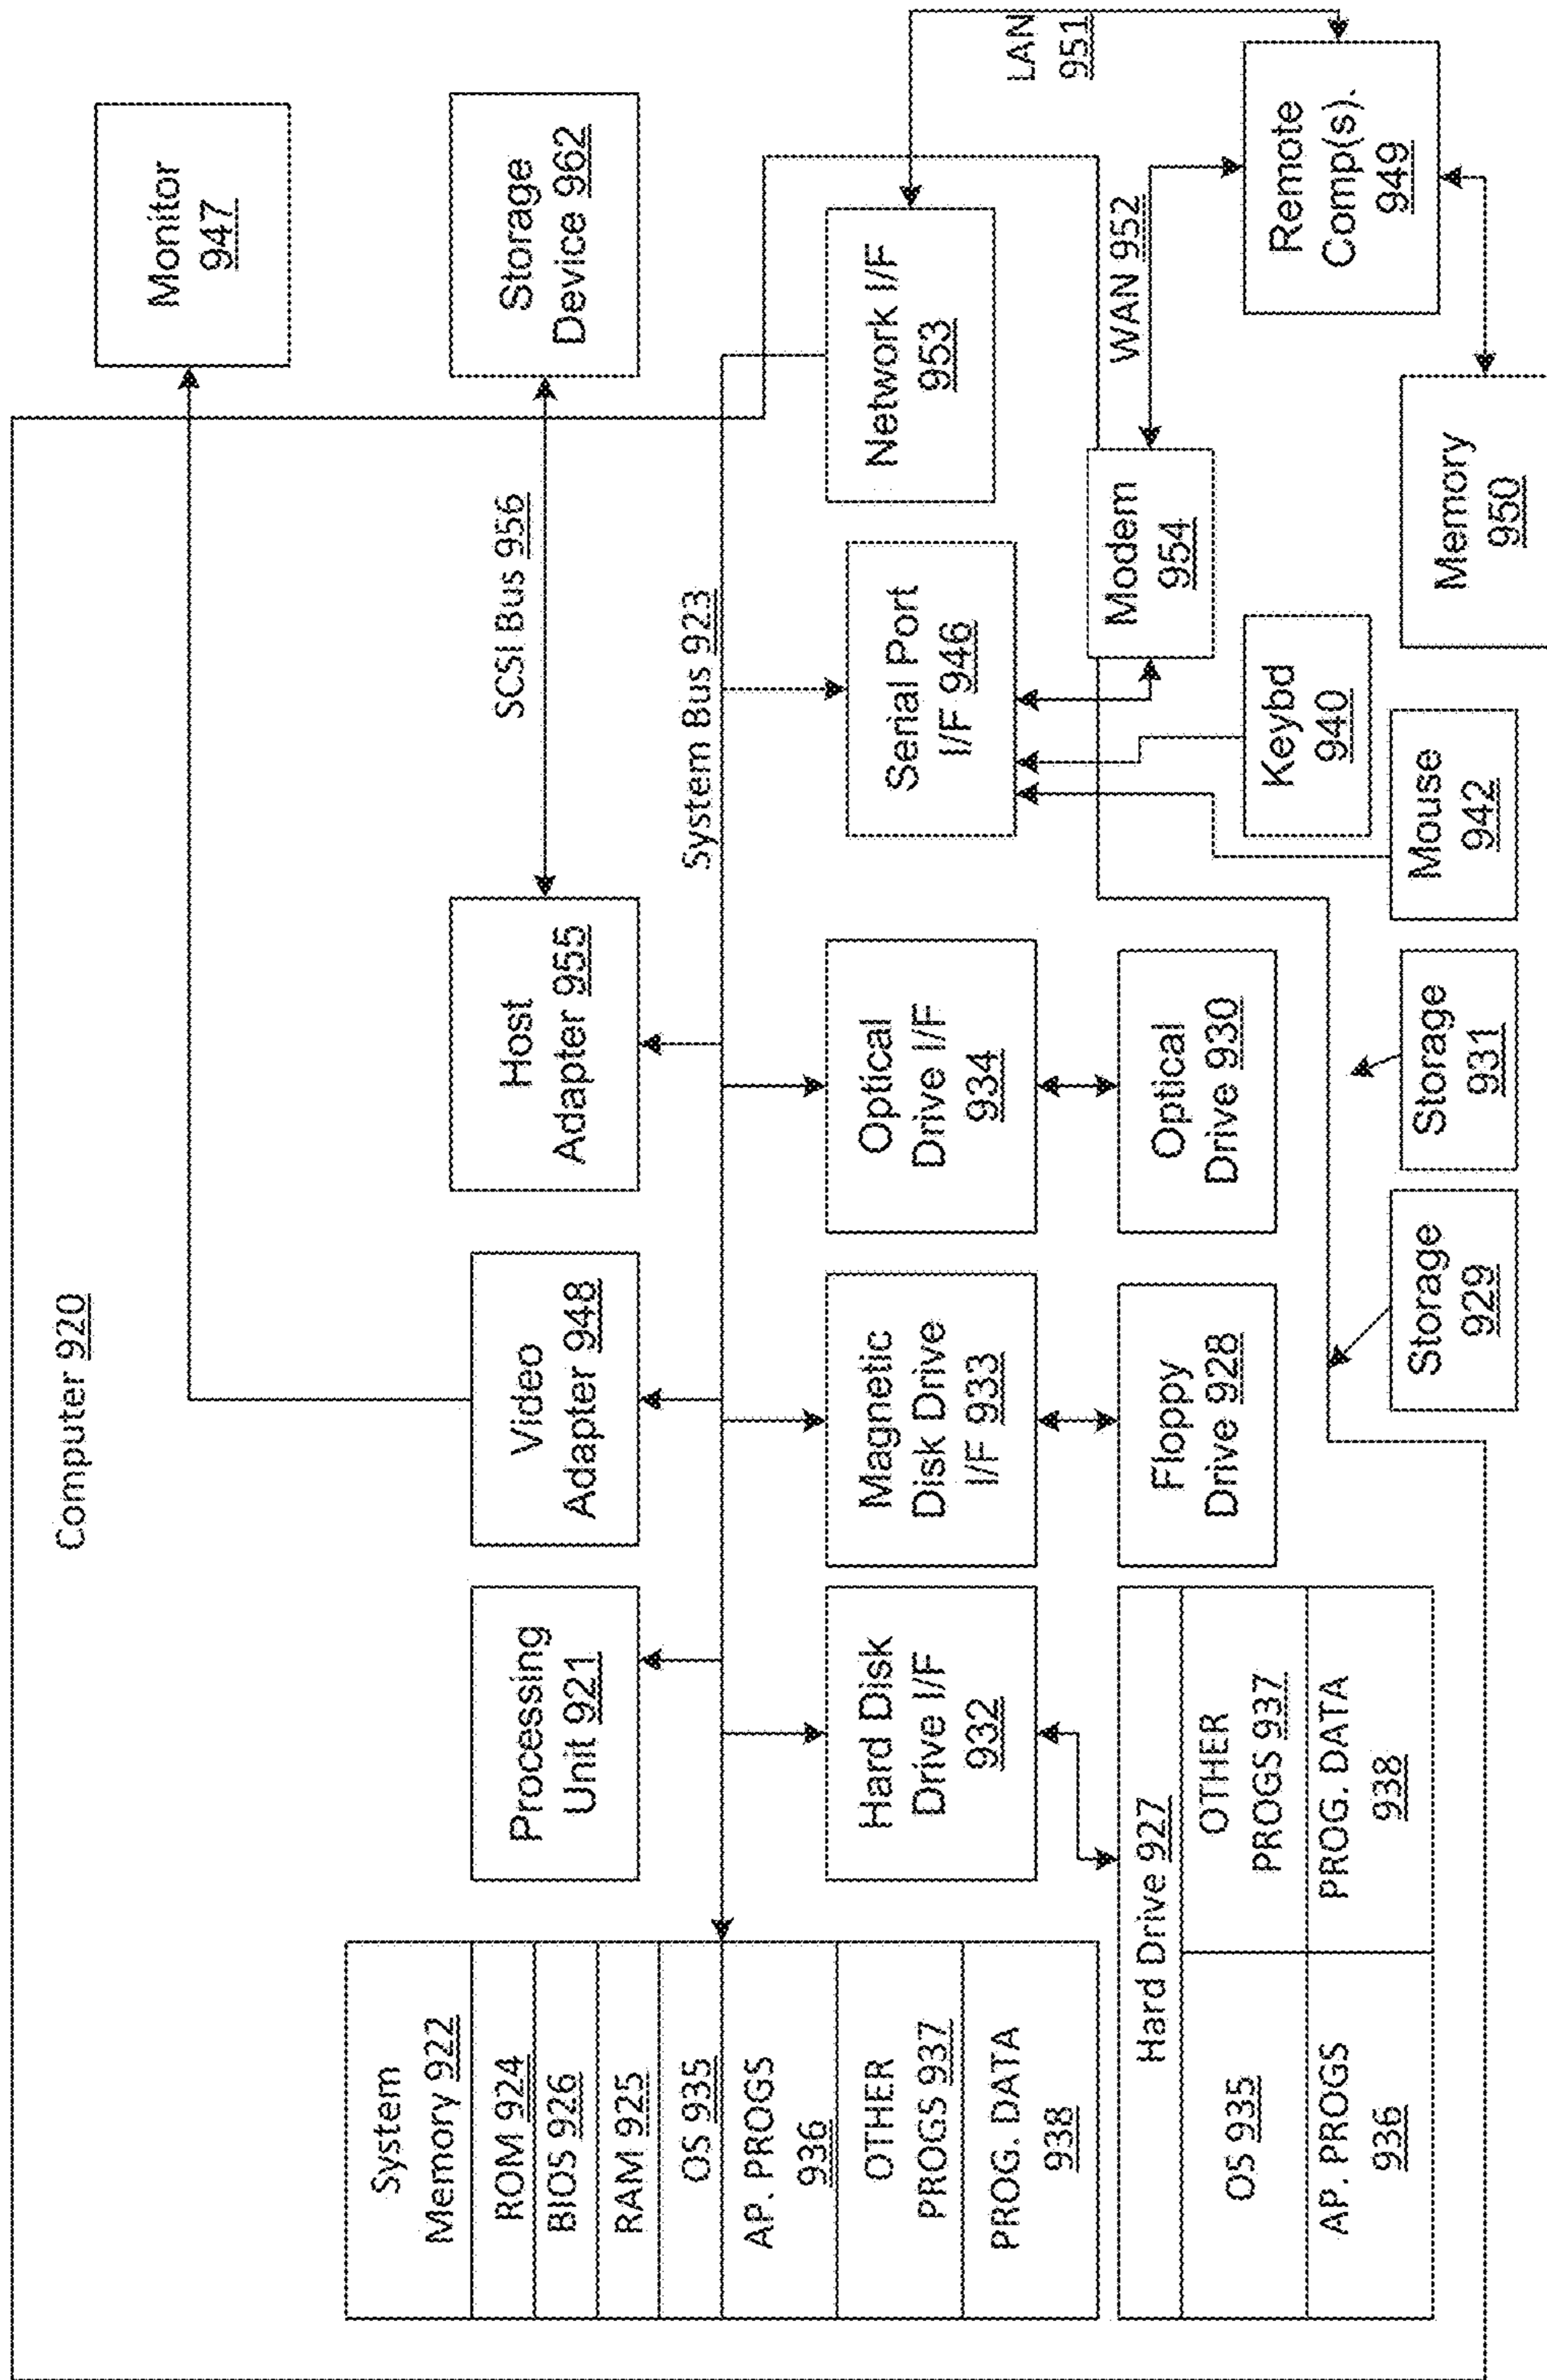 Computer 920
Monitor
947
System
Memory 922
ROM 924
BIOS 926
RAM 925
OS 935
AP. PROGS
936
OTHER
PROGS 937
PROG. DATA
938
Processing
Unit 921
Video
Adapter 948
Host
Adapter 955
SCSI Bus 956
Storage
Device 962
System Bus 923
Hard Disk
Drive I/F
932
Magnetic
Disk Drive
I/F 933
Optical
Drive I/F
934
Serial Port
I/F 946
Network I/F
953
LAN
951
Hard Drive 927
OS 935
OTHER
PROGS 937
AP. PROGS
936
PROG. DATA
938
Floppy
Drive 928
Optical
Drive 930
Modem
954
WAN 952
Remote
Comp(s).
949
Keybd
940
Storage
929
Storage
931
Mouse
942
Memory
950